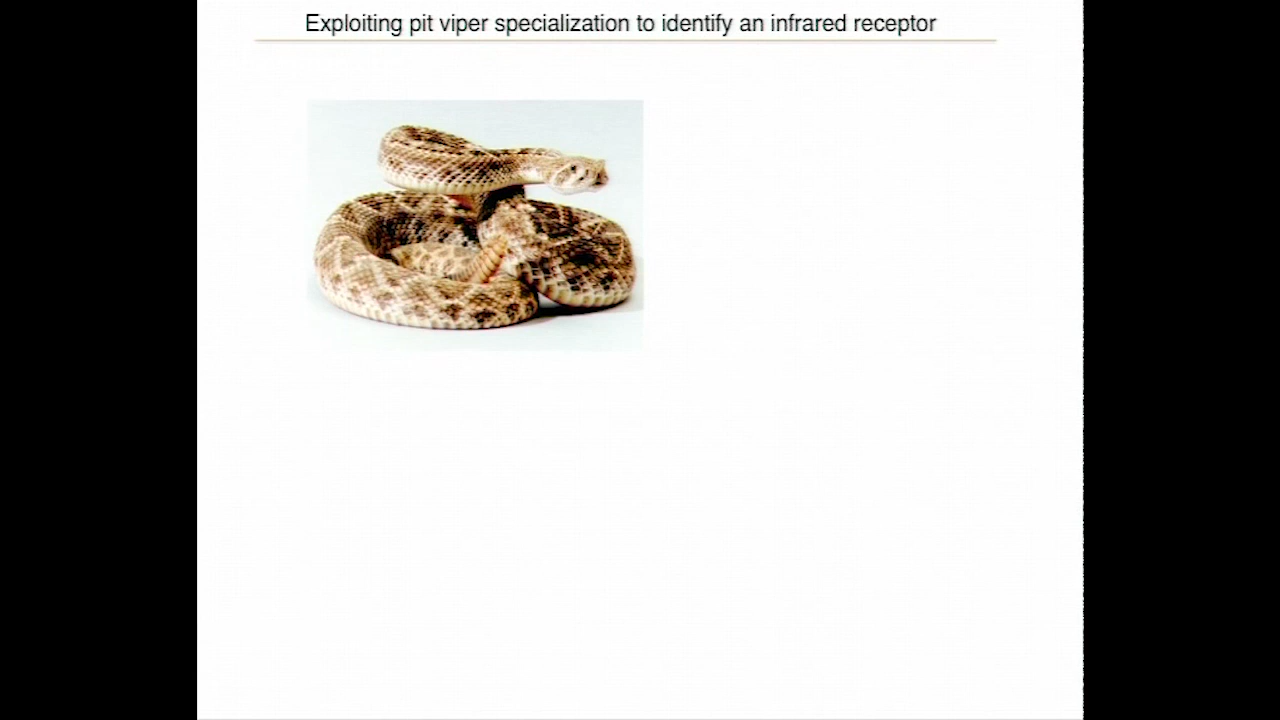 Exploiting pit viper specialization to identify an infrared receptor